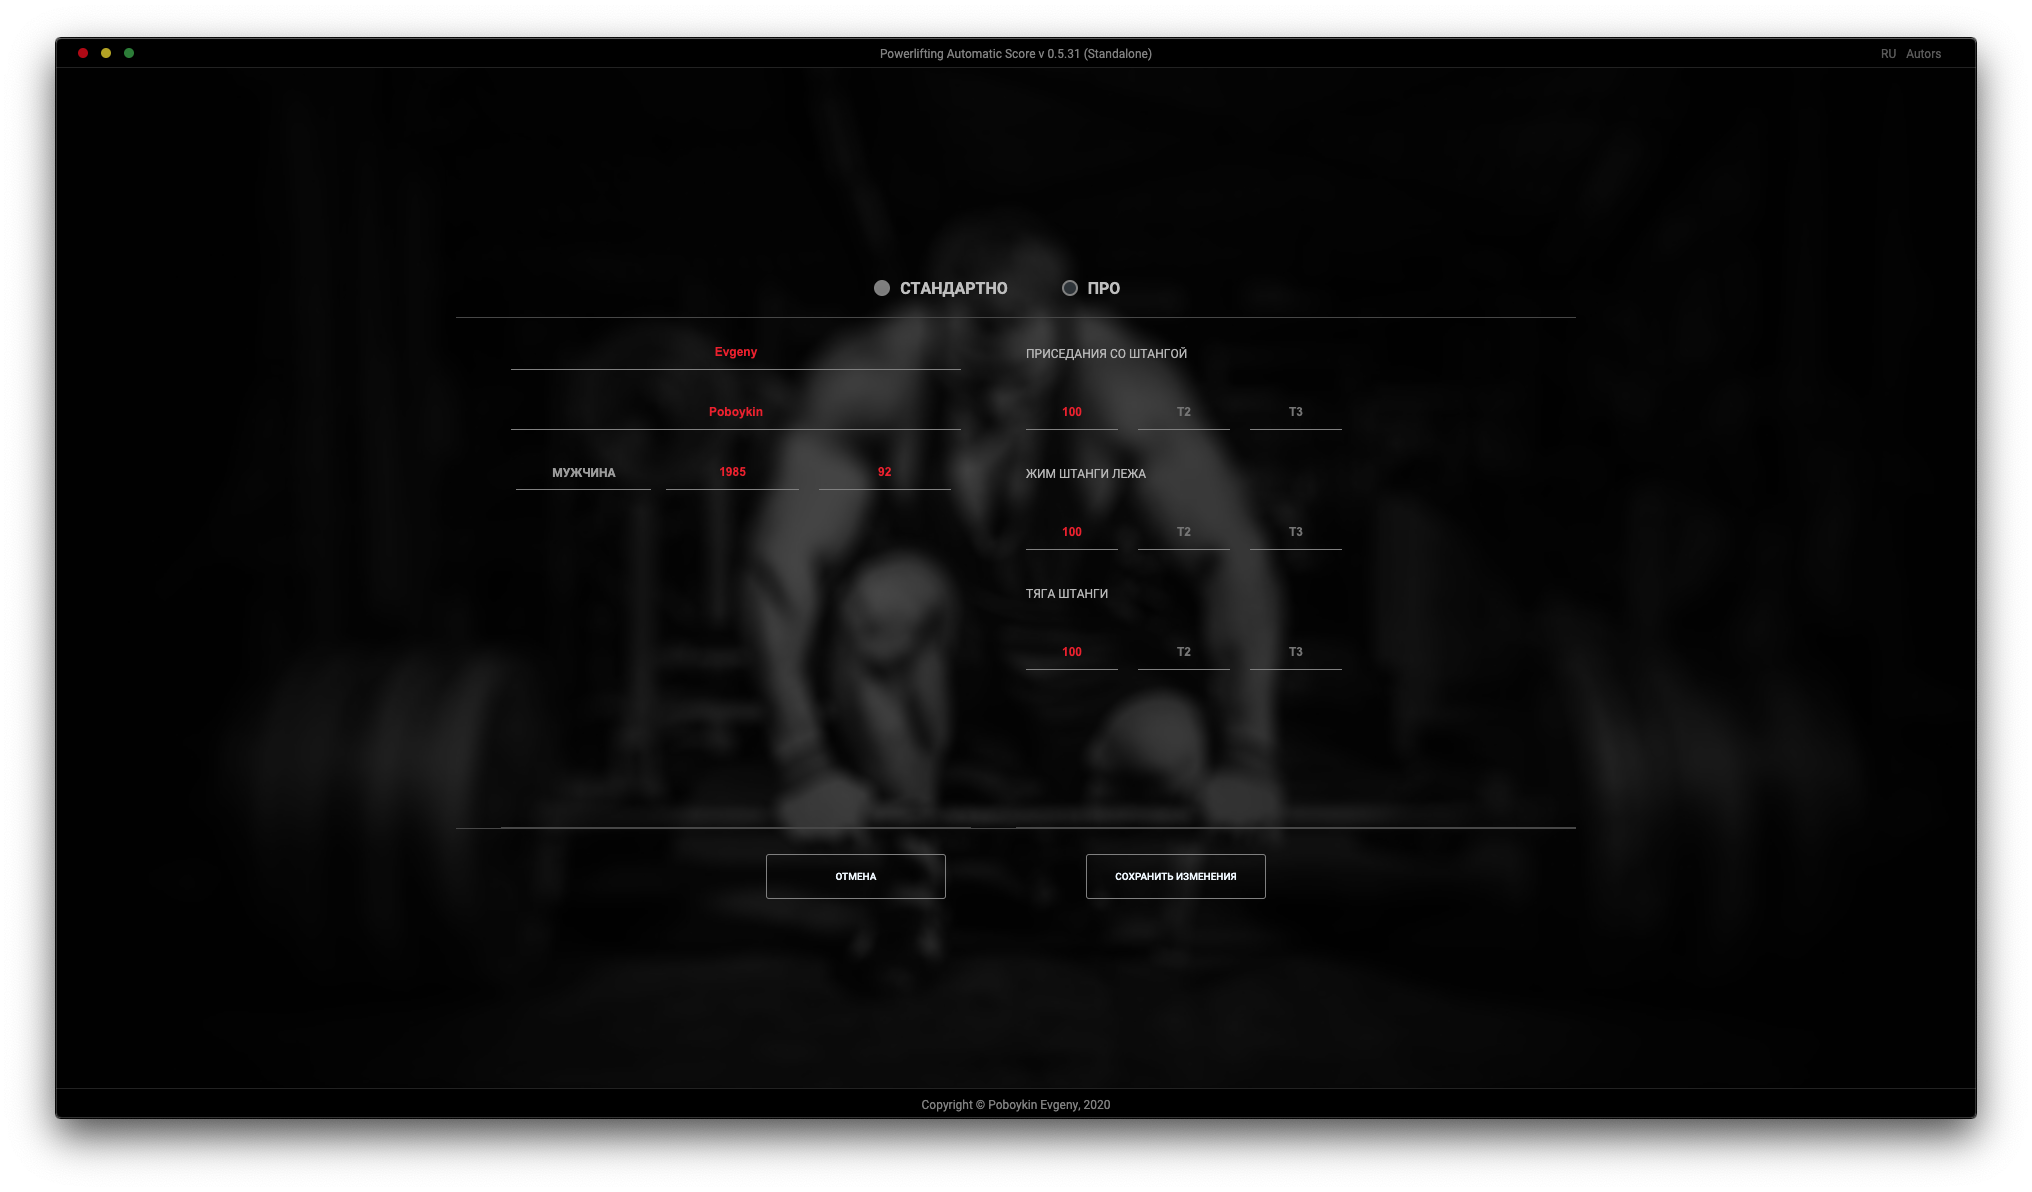 Powerlifting Automatic Score v 0.5.31 (Standalone)
RU Autors
СТАНДАРТНО ПРО
Evgeny
Poboykin
МУЖЧИНА 1985 92
ПРИСЕДАНИЯ СО ШТАНГОЙ
100 T2 T3
ЖИМ ШТАНГИ ЛЕЖА
100 T2 T3
ТЯГА ШТАНГИ
100 T2 T3
ОТМЕНА СОХРАНИТЬ ИЗМЕНЕНИЯ
Copyright © Poboykin Evgeny, 2020